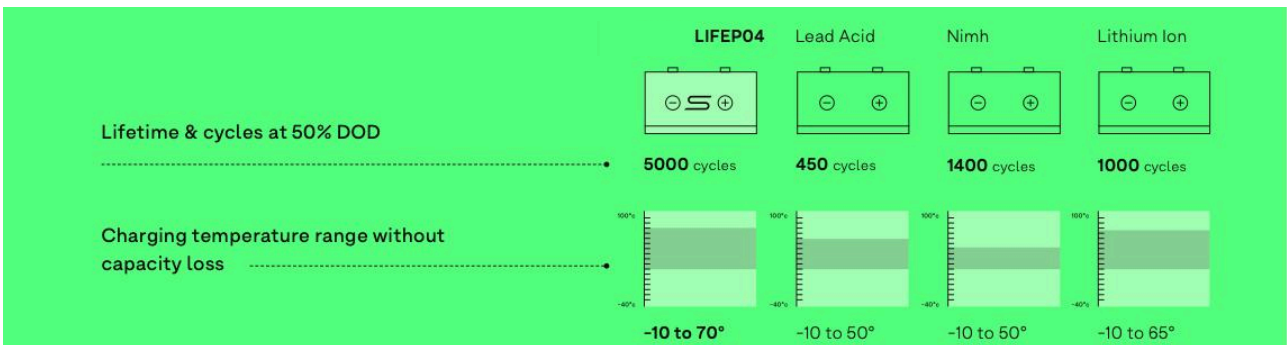 LIFEP04 Lead Acid Nimh Lithium Ion
Lifetime & cycles at 50% DOD
5000 cycles 450 cycles 1400 cycles 1000 cycles
100°c 100°c 100°c 100°c
Charging temperature range without
capacity loss
-40°c -40°c -40°c -40°c
-10 to 70° -10 to 50° -10 to 50° -10 to 65°